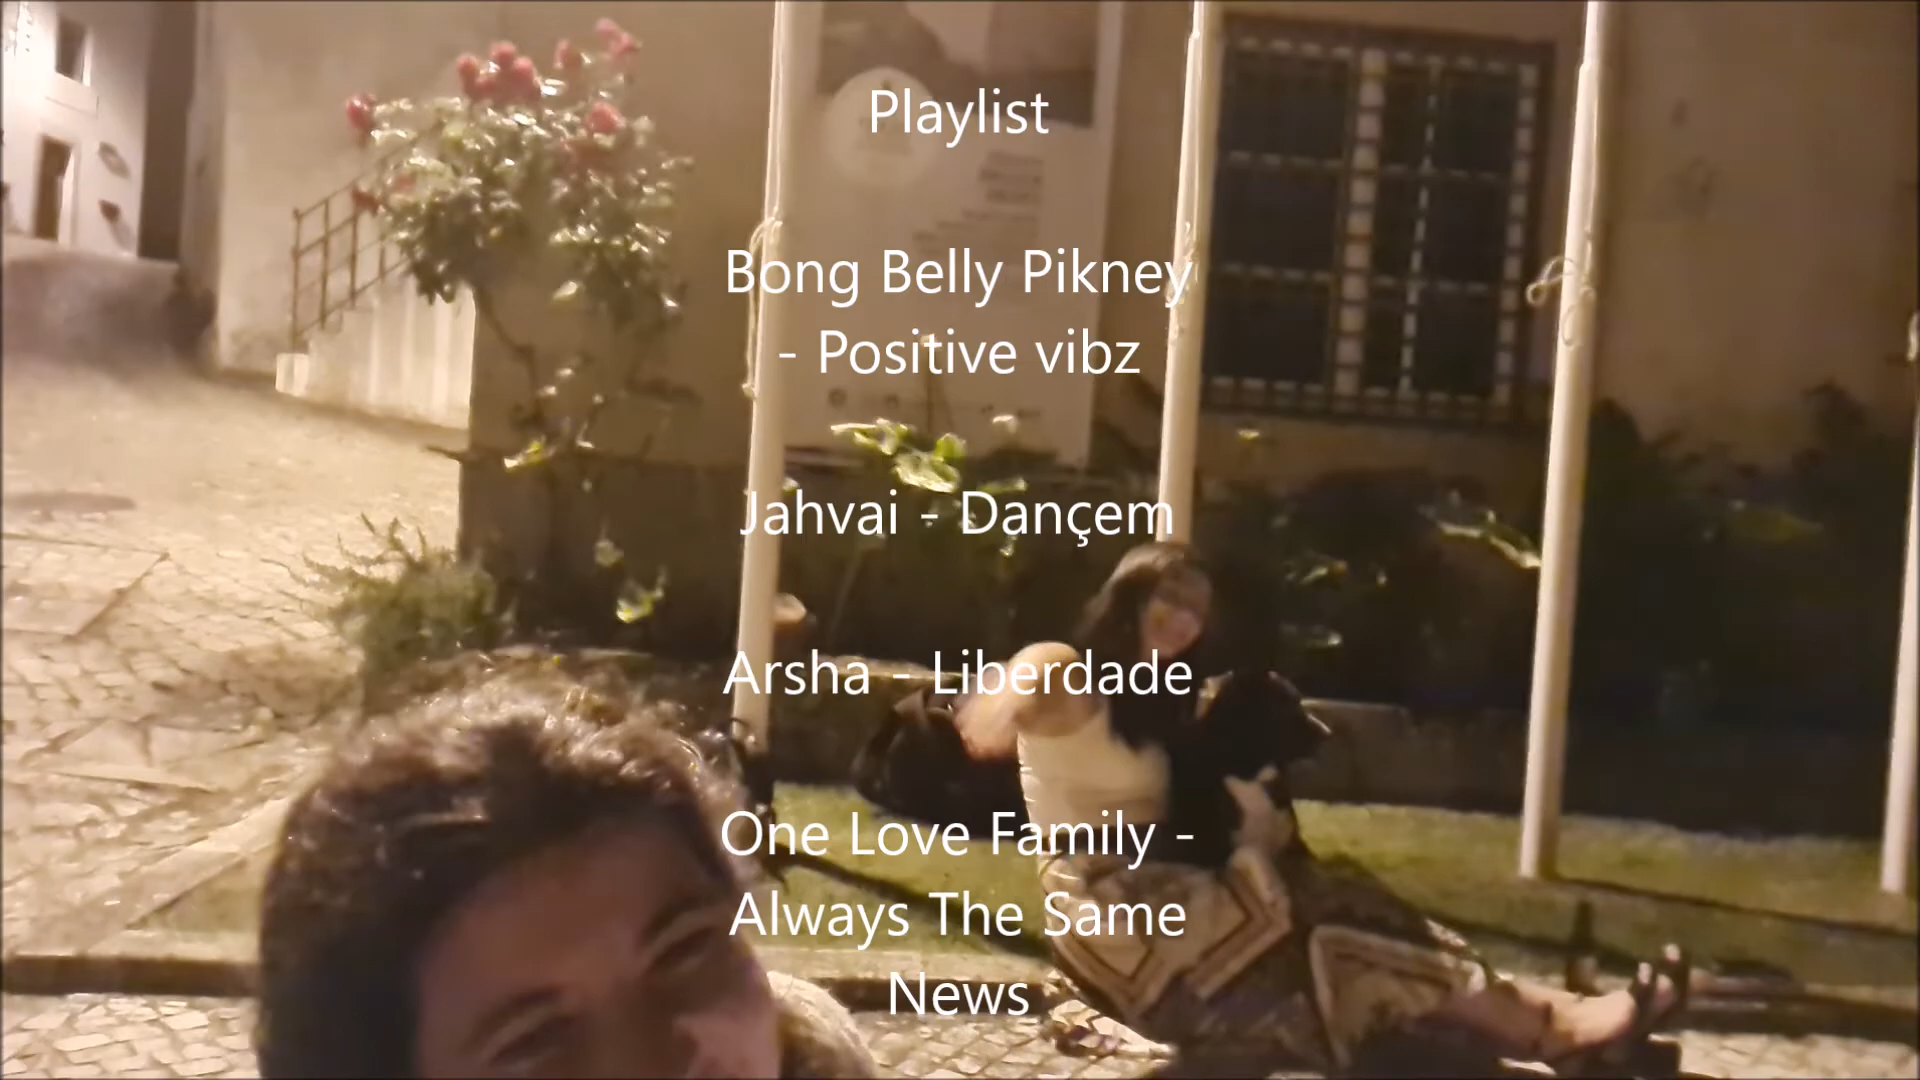 Playlist
Bong Belly Pikney
- Positive vibz
Jahvai - Dançem
Arsha - Liberdade
One Love Family -
Always The Same
News